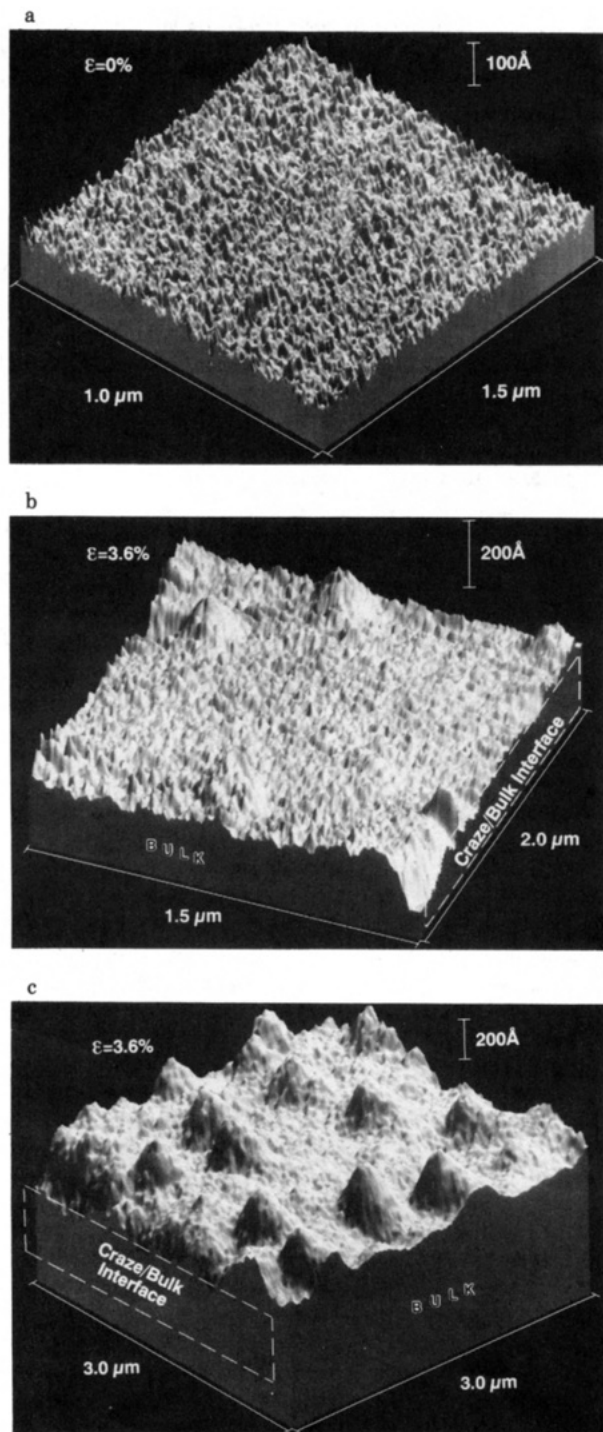 a
ε=0%
100Å
1.0 µm
1.5 µm
b
ε=3.6%
200Å
Craze/Bulk Interface
BULK
2.0 µm
1.5 µm
c
ε=3.6%
200Å
Craze/Bulk
Interface
BULK
3.0 µm
3.0 µm